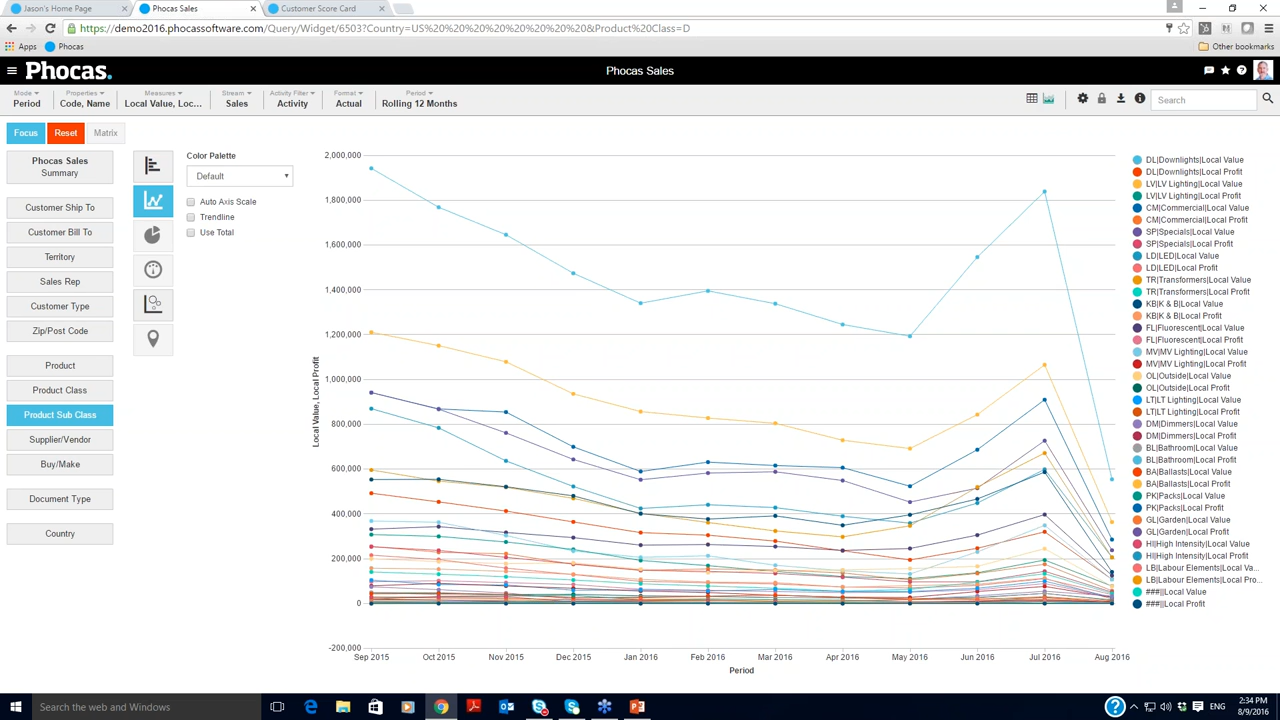 Jason's Home Page
Phocas Sales
Customer Score Card
https://demo2016.phocassoftware.com/Query/Widget/6503?Country=US%20%20%20%20%20%20%20%20&Product%20Class=D
Apps
Phocas
Other bookmarks
Phocas.
Phocas Sales
Mode
Period
Properties
Code, Name
Measures
Local Value, Loc...
Stream
Sales
Activity Filter
Activity
Format
Actual
Period
Rolling 12 Months
Search
Focus
Reset
Matrix
Phocas Sales
Summary
Customer Ship To
Customer Bill To
Territory
Sales Rep
Customer Type
Zip/Post Code
Product
Product Class
Product Sub Class
Supplier/Vendor
Buy/Make
Document Type
Country
Color Palette
Default
Auto Axis Scale
Trendline
Use Total
Local Value, Local Profit
2,000,000
1,800,000
1,600,000
1,400,000
1,200,000
1,000,000
800,000
600,000
400,000
200,000
0
-200,000
Sep 2015
Oct 2015
Nov 2015
Dec 2015
Jan 2016
Feb 2016
Mar 2016
Apr 2016
May 2016
Jun 2016
Jul 2016
Aug 2016
Period
DL|Downlights|Local Value
DL|Downlights|Local Profit
LV|LV Lighting|Local Value
LV|LV Lighting|Local Profit
CM|Commercial|Local Value
CM|Commercial|Local Profit
SP|Specials|Local Value
SP|Specials|Local Profit
LD|LED|Local Value
LD|LED|Local Profit
TR|Transformers|Local Value
TR|Transformers|Local Profit
KB|K & B|Local Value
KB|K & B|Local Profit
FL|Fluorescent|Local Value
FL|Fluorescent|Local Profit
MV|MV Lighting|Local Value
MV|MV Lighting|Local Profit
OL|Outside|Local Value
OL|Outside|Local Profit
LT|LT Lighting|Local Value
LT|LT Lighting|Local Profit
DM|Dimmers|Local Value
DM|Dimmers|Local Profit
BL|Bathroom|Local Value
BL|Bathroom|Local Profit
BA|Ballasts|Local Value
BA|Ballasts|Local Profit
PK|Packs|Local Value
PK|Packs|Local Profit
GL|Garden|Local Value
GL|Garden|Local Profit
HI|High Intensity|Local Value
HI|High Intensity|Local Profit
LB|Labour Elements|Local Va...
LB|Labour Elements|Local Pro...
###||Local Value
###||Local Profit
Search the web and Windows
ENG
2:34 PM
8/9/2016